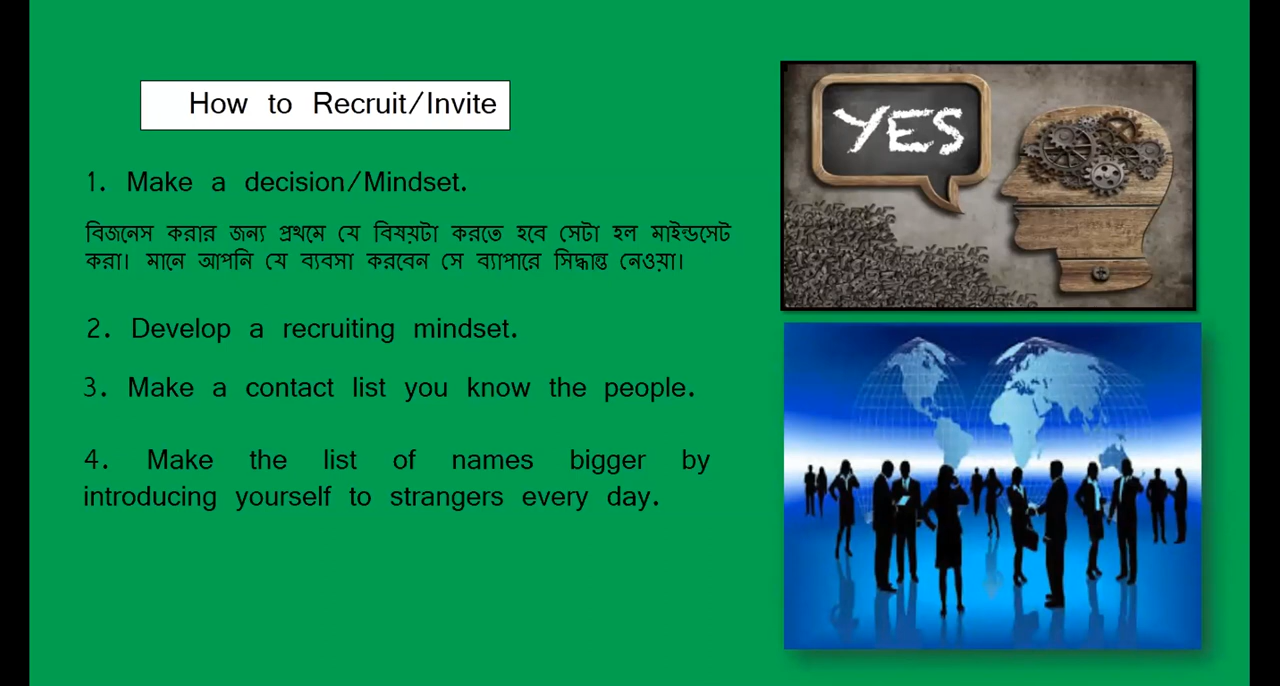 How to Recruit/Invite
1. Make a decision/Mindset.
বিজনেস করার জন্য প্রথমে যে বিষয়টা করতে হবে সেটা হল মাইন্ডসেট
করা। মানে আপনি যে ব্যবসা করবেন সে ব্যাপারে সিদ্ধান্ত নেওয়া।
2. Develop a recruiting mindset.
3. Make a contact list you know the people.
4. Make the list of names bigger by
introducing yourself to strangers every day.
YES